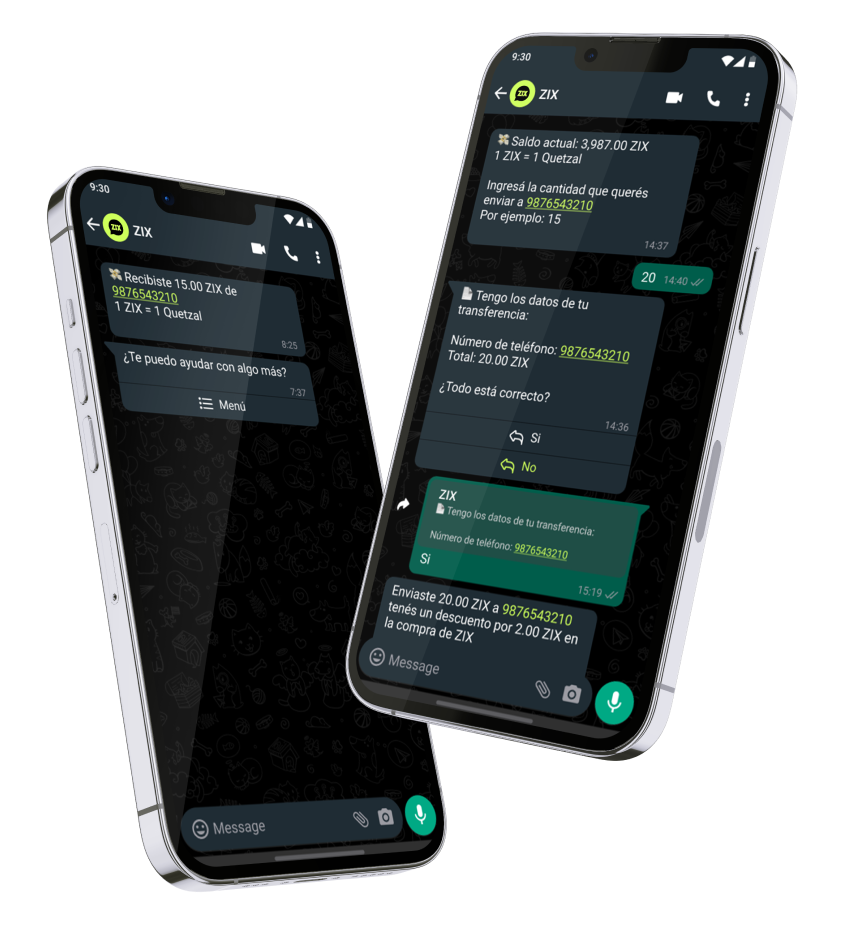 9:30
ZIX
ZIX
Recibiste 15.00 ZIX de
9876543210
1 ZIX = 1 Quetzal
8:25
¿Te puedo ayudar con algo más?
7:37
Menú
Message
9:30
ZIX
ZIX
Saldo actual: 3,987.00 ZIX
1 ZIX = 1 Quetzal
Ingresá la cantidad que querés
enviar a 9876543210
Por ejemplo: 15
14:37
20 14:40
Tengo los datos de tu
transferencia:
Número de teléfono: 9876543210
Total: 20.00 ZIX
¿Todo está correcto?
14:36
Si
No
ZIX
Tengo los datos de tu transferencia:
Número de teléfono: 9876543210
Si
15:19
Enviaste 20.00 ZIX a 9876543210
tenés un descuento por 2.00 ZIX en
la compra de ZIX
Message